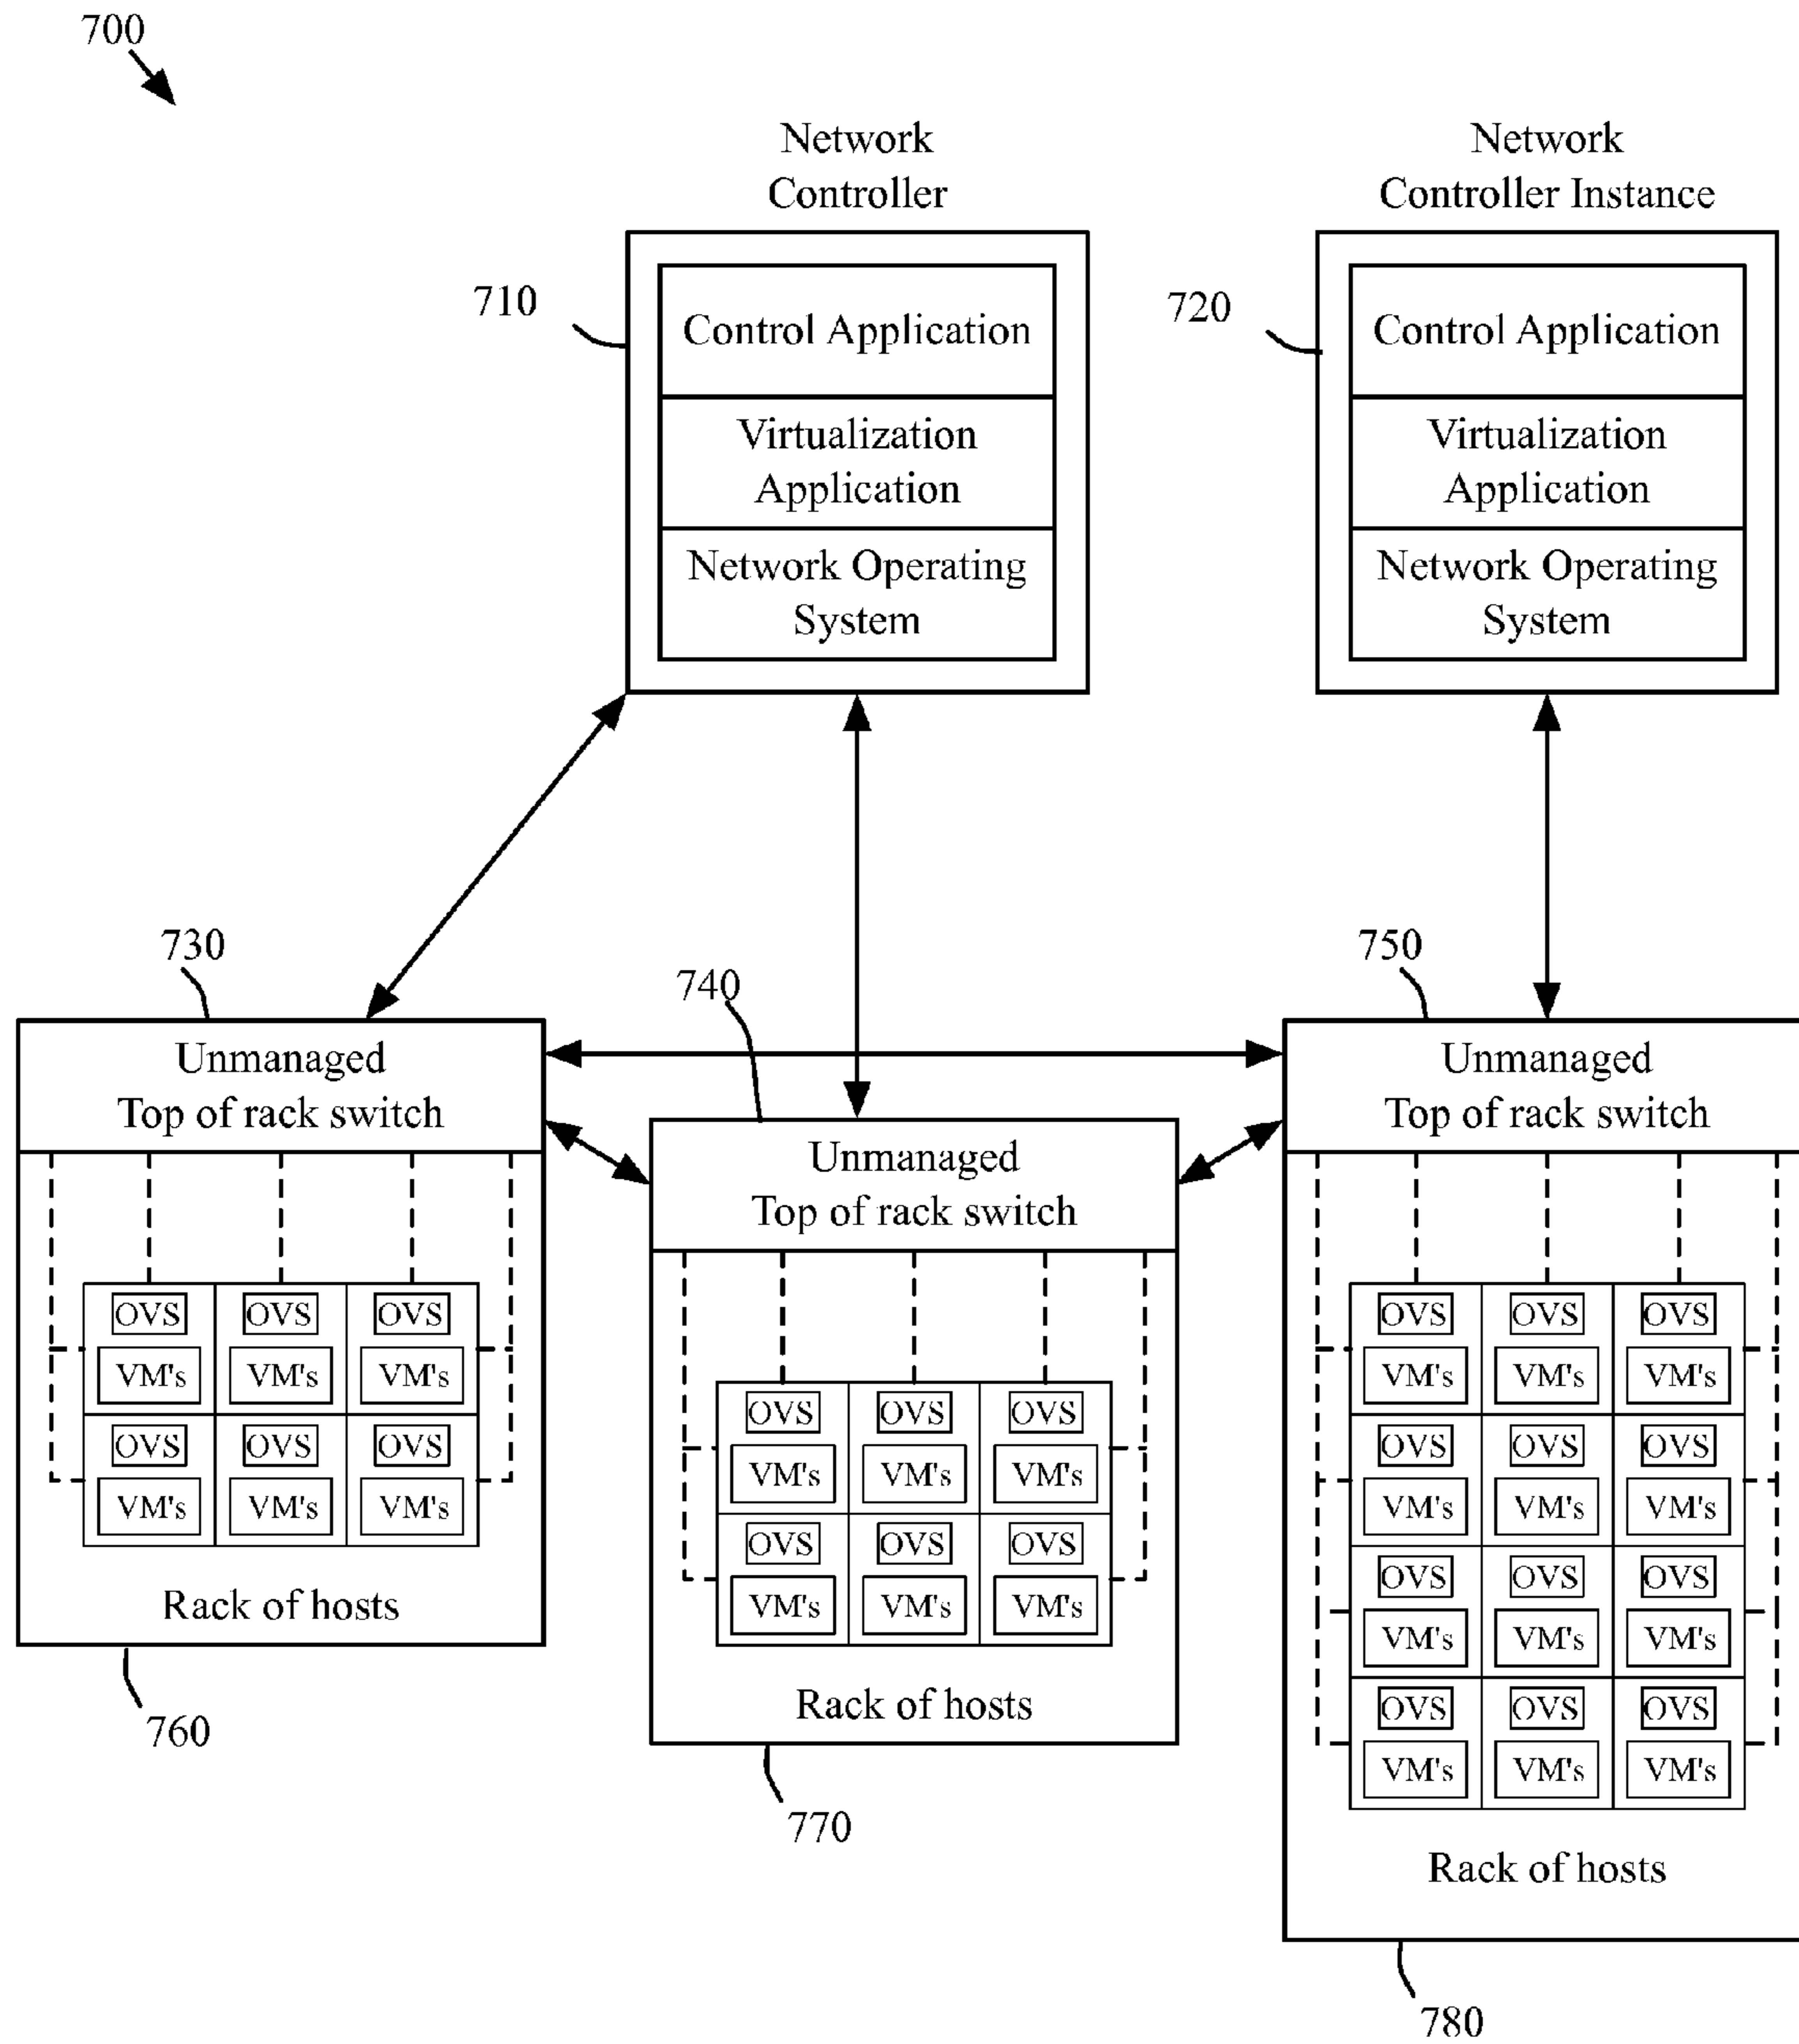 700
Network
Controller
Network
Controller Instance
710
Control Application
Virtualization
Application
Network Operating
System
720
Control Application
Virtualization
Application
Network Operating
System
730
740
750
Unmanaged
Top of rack switch
OVS OVS OVS
VM's VM's VM's
OVS OVS OVS
VM's VM's VM's
Rack of hosts
760
Unmanaged
Top of rack switch
OVS OVS OVS
VM's VM's VM's
OVS OVS OVS
VM's VM's VM's
Rack of hosts
770
Unmanaged
Top of rack switch
OVS OVS OVS
VM's VM's VM's
OVS OVS OVS
VM's VM's VM's
OVS OVS OVS
VM's VM's VM's
OVS OVS OVS
VM's VM's VM's
Rack of hosts
780